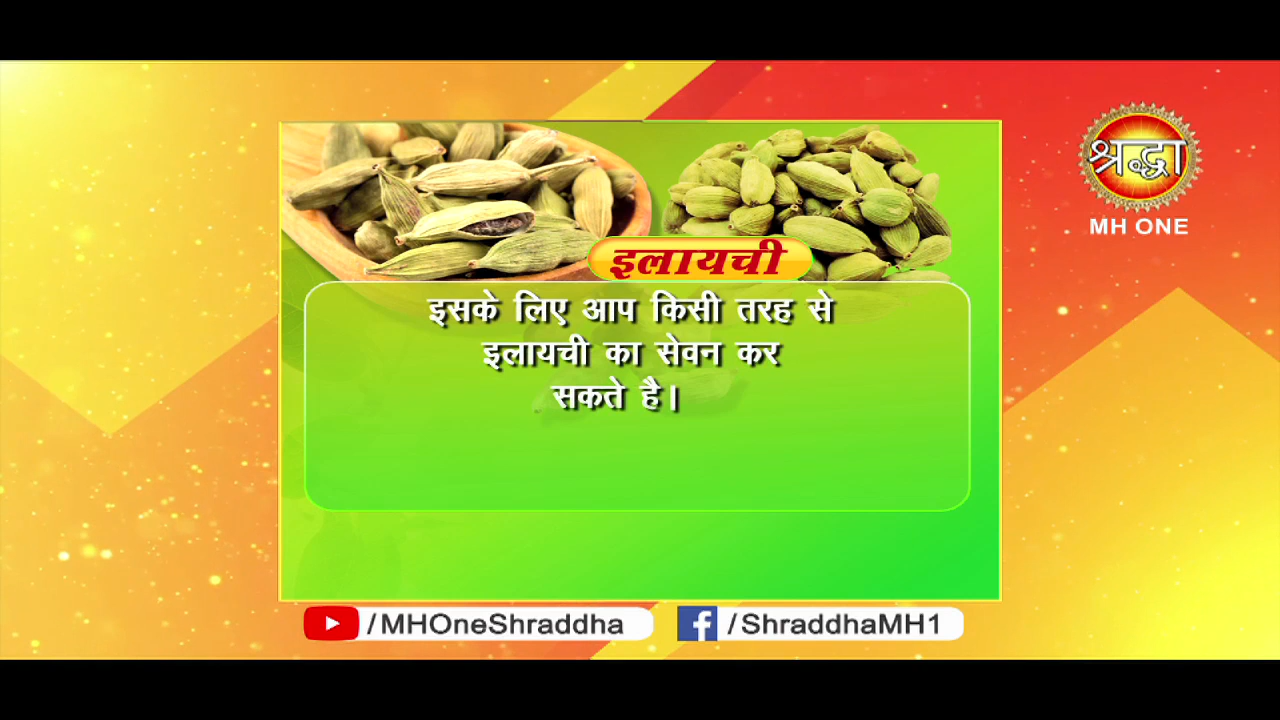 श्रद्धा
MH ONE
इलायची
इसके लिए आप किसी तरह से
इलायची का सेवन कर
सकते है।
/MHOneShraddha
/ShraddhaMH1